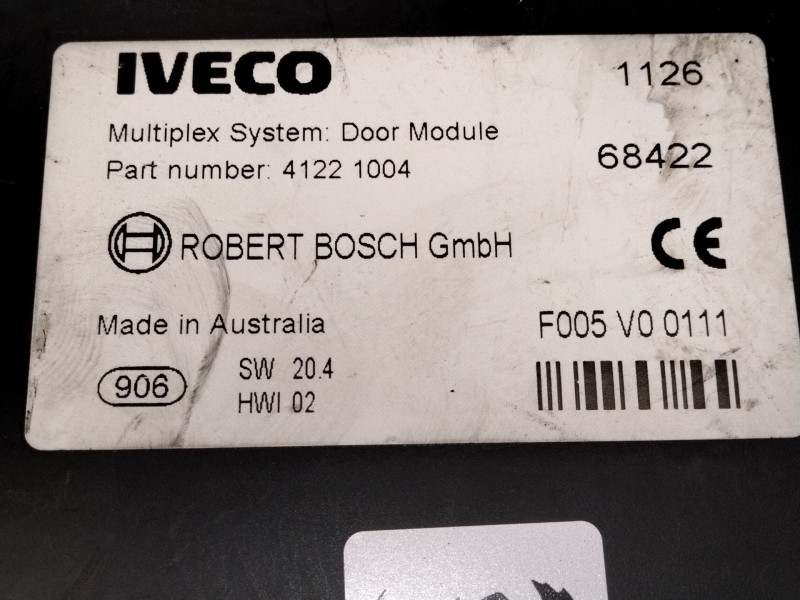 IVECO 1126
Multiplex System: Door Module
Part number: 4122 1004 68422
ROBERT BOSCH GmbH CE
Made in Australia F005 V0 0111
906 SW 20.4
HWI 02